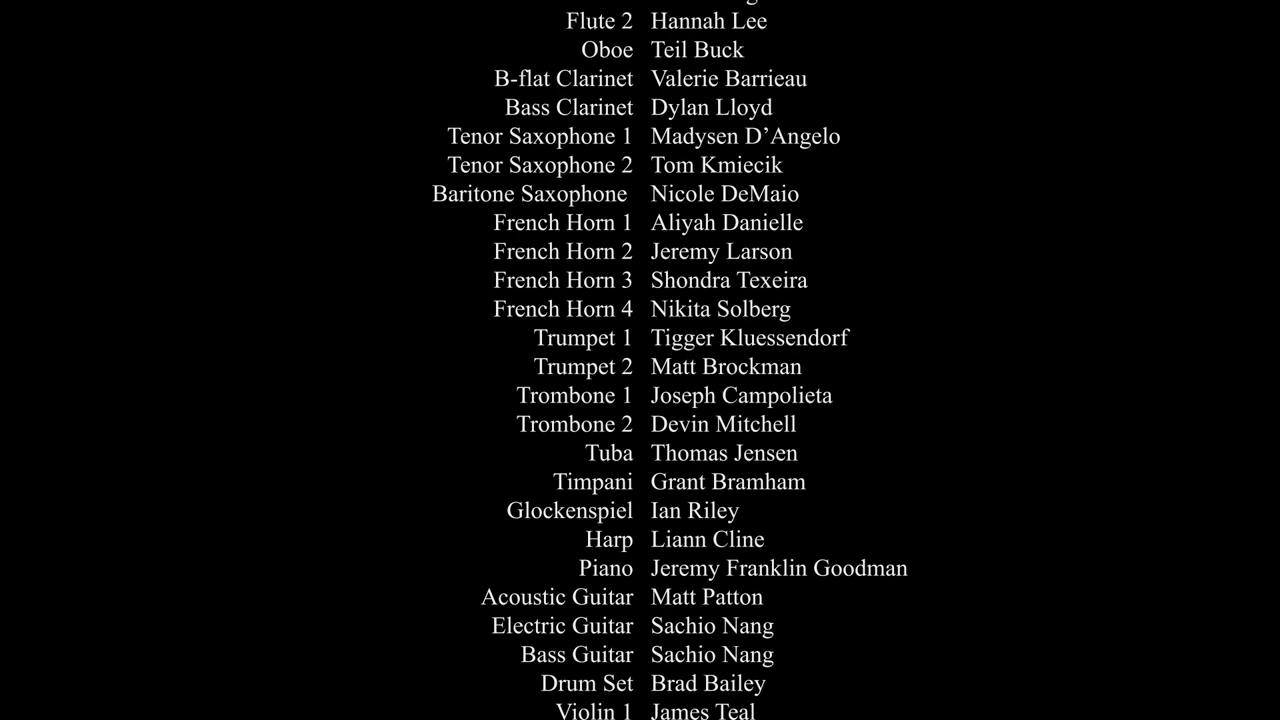 Flute 2 Hannah Lee
Oboe Teil Buck
B-flat Clarinet Valerie Barrieau
Bass Clarinet Dylan Lloyd
Tenor Saxophone 1 Madysen D’Angelo
Tenor Saxophone 2 Tom Kmiecik
Baritone Saxophone Nicole DeMaio
French Horn 1 Aliyah Danielle
French Horn 2 Jeremy Larson
French Horn 3 Shondra Texeira
French Horn 4 Nikita Solberg
Trumpet 1 Tigger Kluessendorf
Trumpet 2 Matt Brockman
Trombone 1 Joseph Campolieta
Trombone 2 Devin Mitchell
Tuba Thomas Jensen
Timpani Grant Bramham
Glockenspiel Ian Riley
Harp Liann Cline
Piano Jeremy Franklin Goodman
Acoustic Guitar Matt Patton
Electric Guitar Sachio Nang
Bass Guitar Sachio Nang
Drum Set Brad Bailey
Violin 1 James Teal